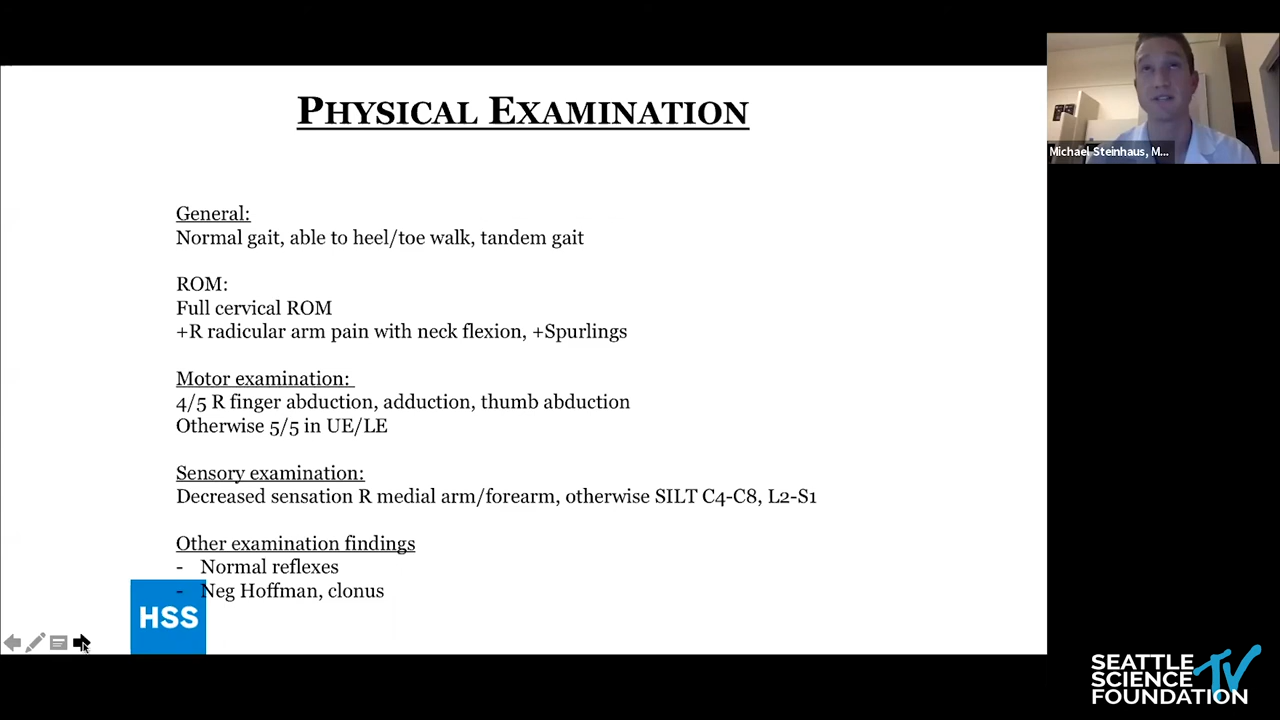 PHYSICAL EXAMINATION
Michael Steinhaus, M...
General:
Normal gait, able to heel/toe walk, tandem gait
ROM:
Full cervical ROM
+R radicular arm pain with neck flexion, +Spurlings
Motor examination:
4/5 R finger abduction, adduction, thumb abduction
Otherwise 5/5 in UE/LE
Sensory examination:
Decreased sensation R medial arm/forearm, otherwise SILT C4-C8, L2-S1
Other examination findings
- Normal reflexes
- Neg Hoffman, clonus
HSS
SEATTLE
SCIENCE TV
FOUNDATION